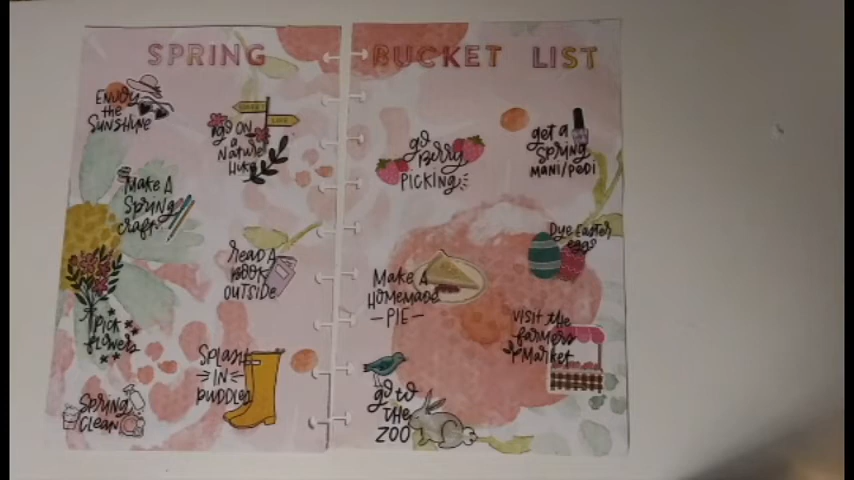 SPRING BUCKET LIST
ENJOY
the
SUNSHINE
go ON
a
Nature
Hike
Make A
Spring
craft
READ A
BOOK
OUTSIDE
PICK
flowers
SPLASH
IN
PUDDLES
SPRING
CLEAN
go
Berry
PICKING
get a
SPRING
MANI/PEDI
Dye Easter
eggs
Make A
HOMEMADE
-PIE-
VISIT the
farmers
Market
go to
THE
ZOO